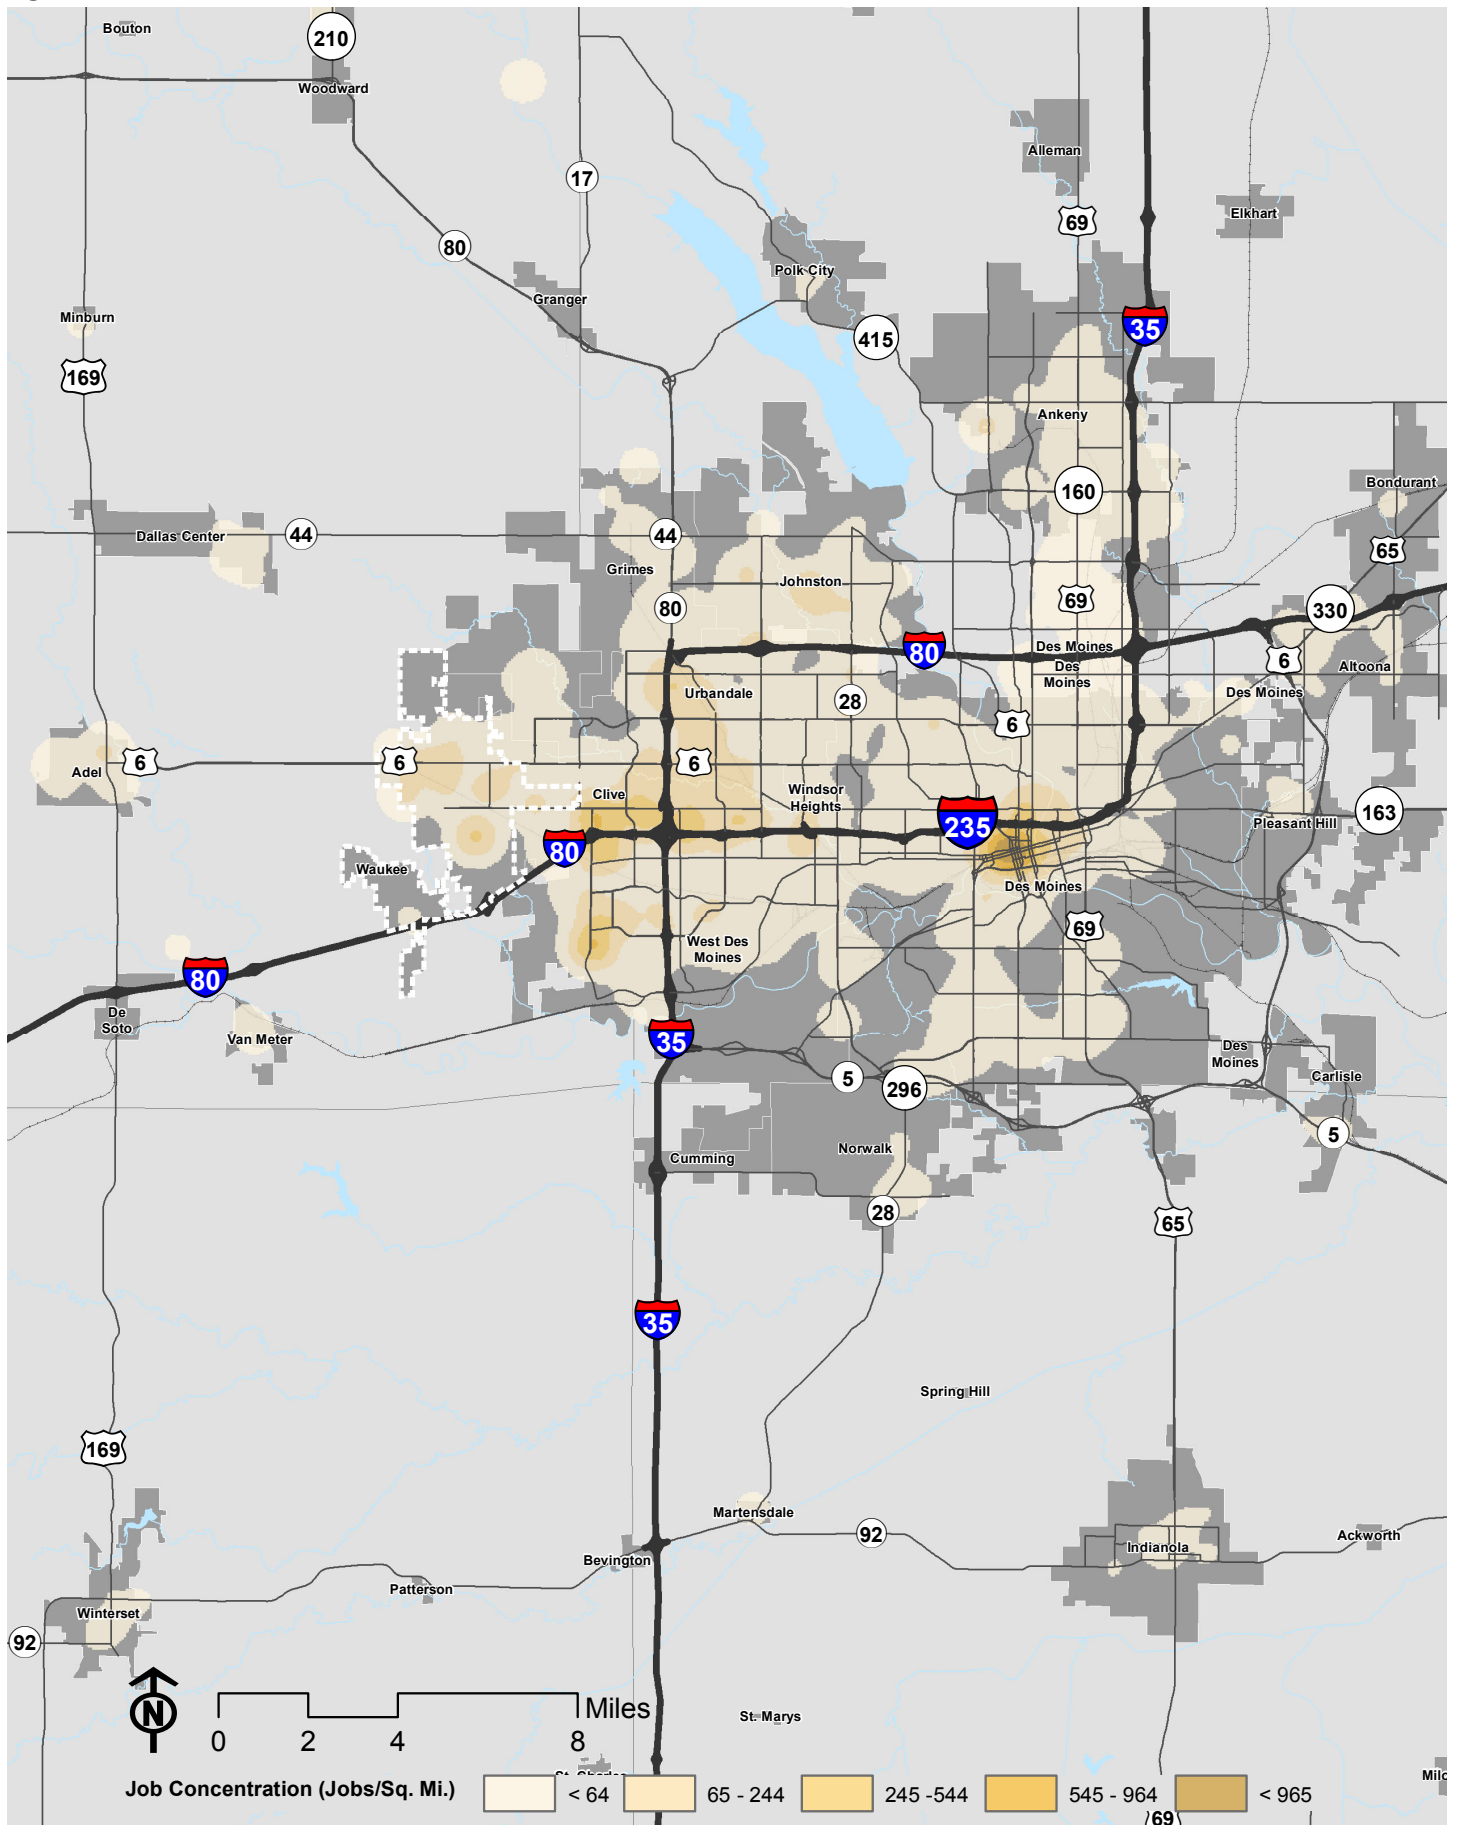 Bouton
210
Woodward
17
Alleman
69
Elkhart
80
Polk City
Granger
Minburn
35
415
169
Ankeny
160
Bondurant
Dallas Center
44
44
65
Grimes
Johnston
80
69
330
80
Des Moines
Des
Moines
6
Altoona
Urbandale
28
Des Moines
6
6
6
6
Adel
Clive
Windsor
Heights
163
235
Pleasant Hill
80
Waukee
Des Moines
69
West Des
Moines
80
De
Soto
Van Meter
35
Des
Moines
Carlisle
5
296
5
Norwalk
Cumming
28
65
35
Spring Hill
169
Martensdale
92
Ackworth
Indianola
Bevington
Patterson
Winterset
92
N
Miles
0 2 4 8
St. Marys
St. Charles
Job Concentration (Jobs/Sq. Mi.)
< 64
65 - 244
245 -544
545 - 964
< 965
69